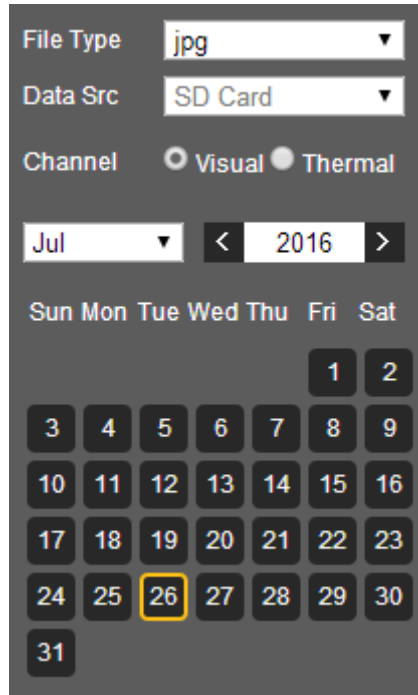 File Type jpg
Data Src SD Card
Channel Visual Thermal
Jul < 2016 >
Sun Mon Tue Wed Thu Fri Sat
1 2
3 4 5 6 7 8 9
10 11 12 13 14 15 16
17 18 19 20 21 22 23
24 25 26 27 28 29 30
31